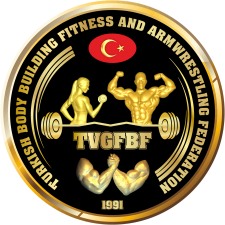 TURKISH BODY BUILDING FITNESS AND ARMWRESTLING FEDERATION
TVGFBF
1991